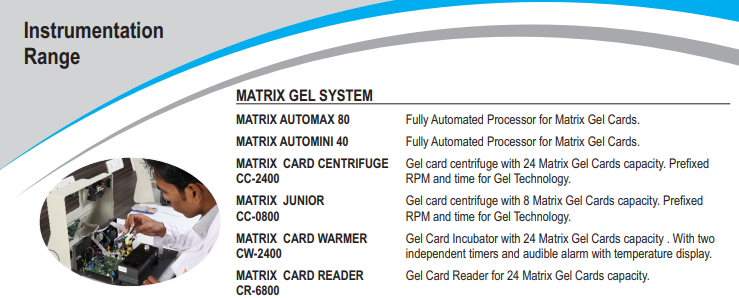 Instrumentation
Range
MATRIX GEL SYSTEM
MATRIX AUTOMAX 80 Fully Automated Processor for Matrix Gel Cards.
MATRIX AUTOMINI 40 Fully Automated Processor for Matrix Gel Cards.
MATRIX CARD CENTRIFUGE Gel card centrifuge with 24 Matrix Gel Cards capacity. Prefixed
CC-2400 RPM and time for Gel Technology.
MATRIX JUNIOR Gel card centrifuge with 8 Matrix Gel Cards capacity. Prefixed
CC-0800 RPM and time for Gel Technology.
MATRIX CARD WARMER Gel Card Incubator with 24 Matrix Gel Cards capacity . With two
CW-2400 independent timers and audible alarm with temperature display.
MATRIX CARD READER Gel Card Reader for 24 Matrix Gel Cards capacity.
CR-6800